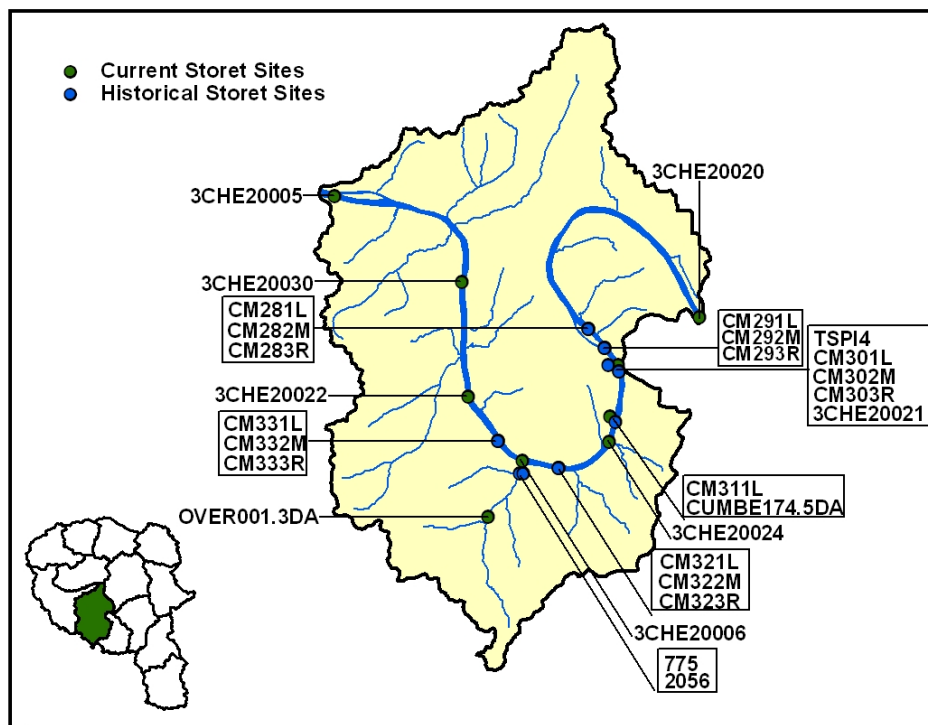 Current Storet Sites
Historical Storet Sites
3CHE20020
3CHE20005
3CHE20030
CM281L
CM282M
CM283R
CM291L
CM292M
CM293R
TSPI4
CM301L
CM302M
CM303R
3CHE20021
3CHE20022
CM331L
CM332M
CM333R
CM311L
CUMBE174.5DA
OVER001.3DA
3CHE20024
CM321L
CM322M
CM323R
3CHE20006
775
2056